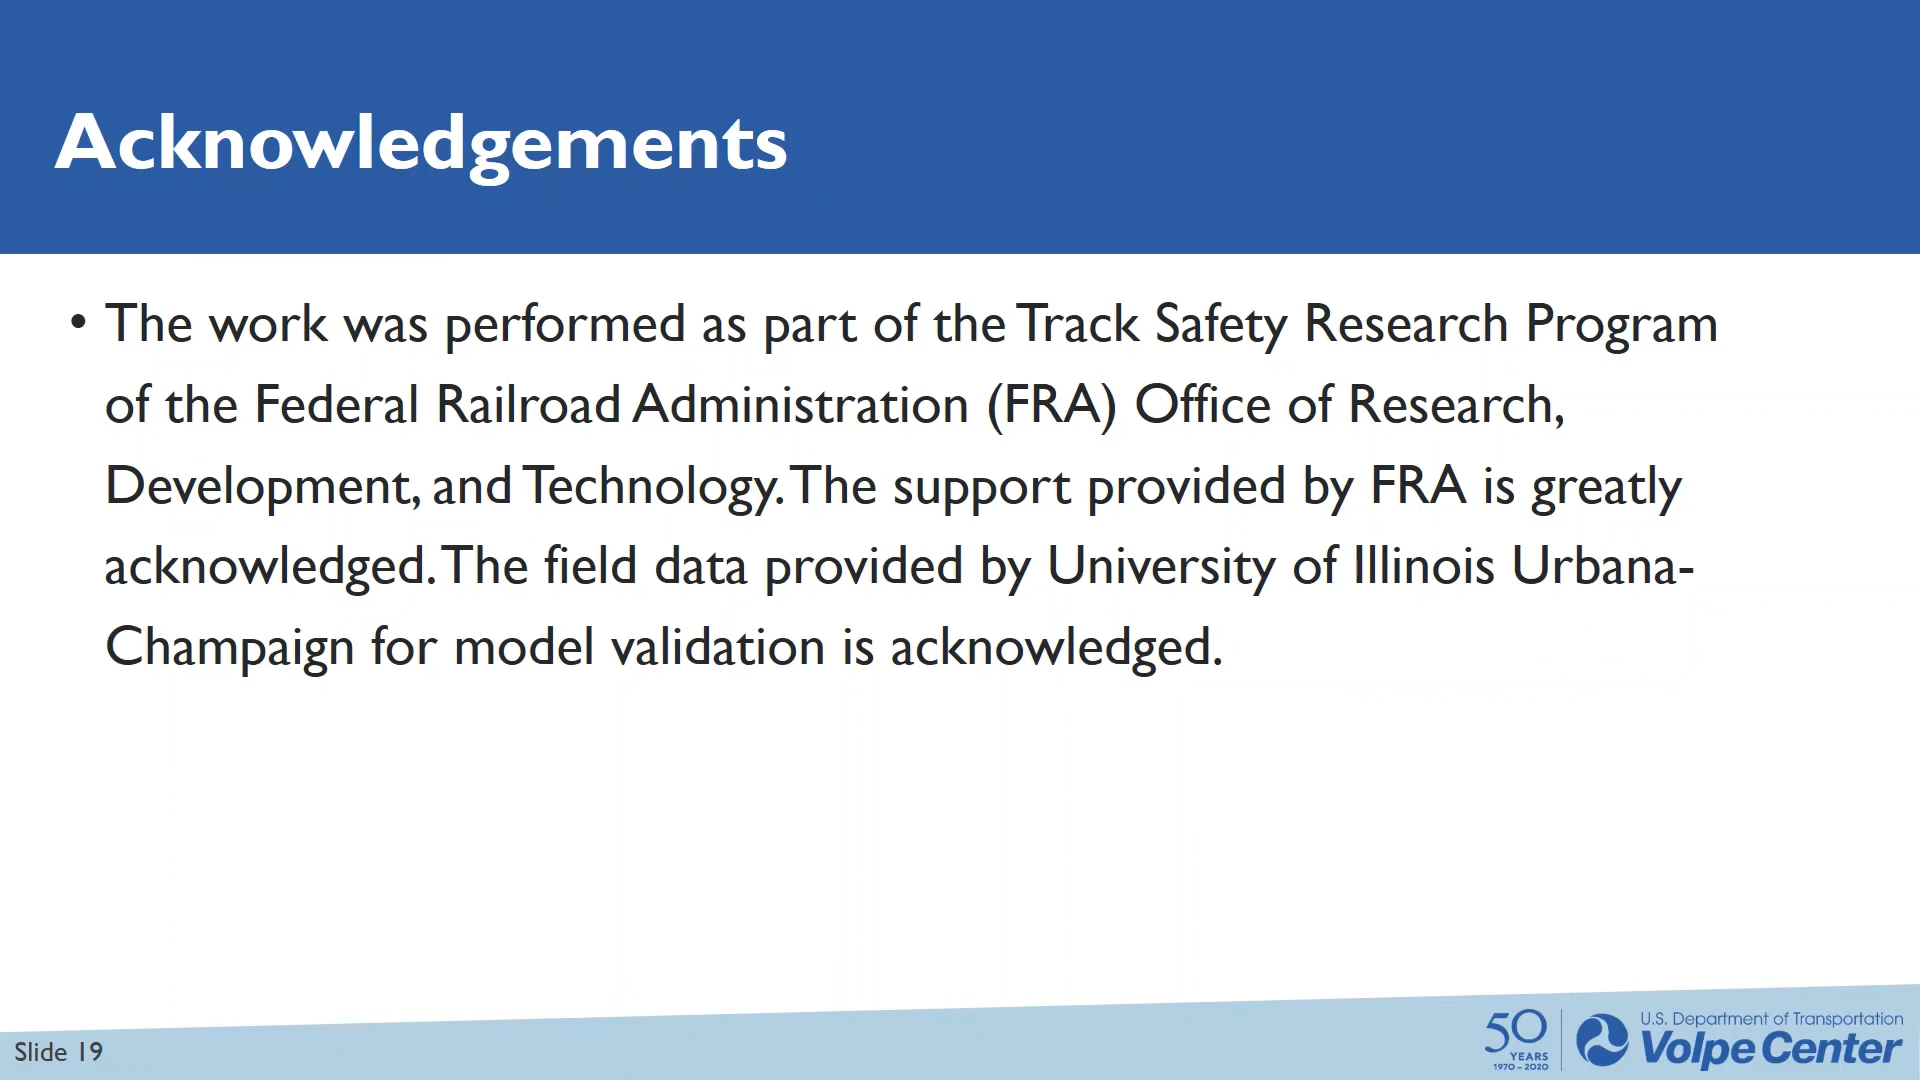 Acknowledgements
• The work was performed as part of the Track Safety Research Program
of the Federal Railroad Administration (FRA) Office of Research,
Development, and Technology. The support provided by FRA is greatly
acknowledged. The field data provided by University of Illinois Urbana-
Champaign for model validation is acknowledged.
Slide 19
50
YEARS
1970 – 2020
U.S. Department of Transportation
Volpe Center